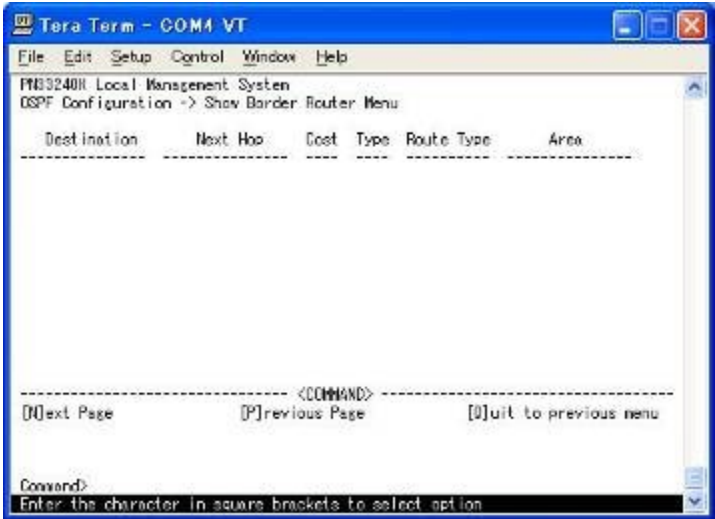 Tera Term - COM4 VT
File Edit Setup Control Window Help
PN33240K Local Management System
OSPF Configuration -> Show Border Router Menu
Destination Next Hop Cost Type Route Type Area
--------------- --------------- ---- ---- ---------- ---------------
-------------------------------- <COMMAND> -----------------------------------
[N]ext Page [P]revious Page [Q]uit to previous menu
Command>
Enter the character in square brackets to select option